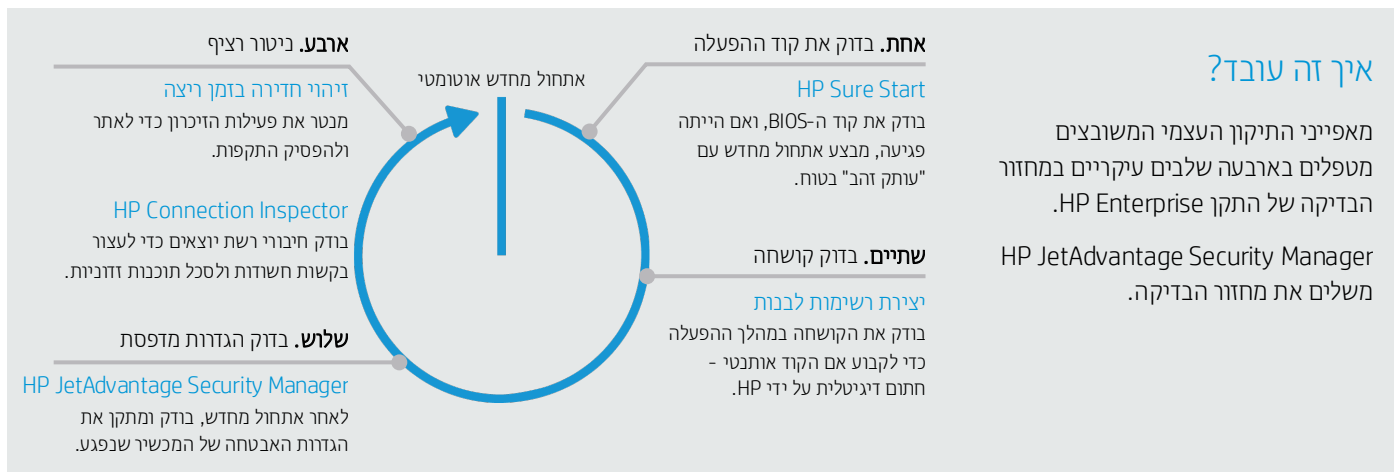 איך זה עובד?
מאפייני התיקון העצמי המשובצים
מטפלים בארבעה שלבים עיקריים במחזור
הבדיקה של התקן HP Enterprise.
HP JetAdvantage Security Manager
משלים את מחזור הבדיקה.
אתחול מחדש אוטומטי
אחת. בדוק את קוד ההפעלה
HP Sure Start
בודק את קוד ה-BIOS, ואם הייתה
פגיעה, מבצע אתחול מחדש עם
"עותק זהב" בטוח.
שתיים. בדוק קושחה
יצירת רשימות לבנות
בודק את הקושחה במהלך ההפעלה
כדי לקבוע אם הקוד אותנטי -
חתום דיגיטלית על ידי HP.
שלוש. בדוק הגדרות מדפסת
HP JetAdvantage Security Manager
לאחר אתחול מחדש, בודק ומתקן את
הגדרות האבטחה של המכשיר שנפגע.
ארבע. ניטור רציף
זיהוי חדירה בזמן ריצה
מנטר את פעילות הזיכרון כדי לאתר
ולהפסיק התקפות.
HP Connection Inspector
בודק חיבורי רשת יוצאים כדי לעצור
בקשות חשודות ולסכל תוכנות זדוניות.